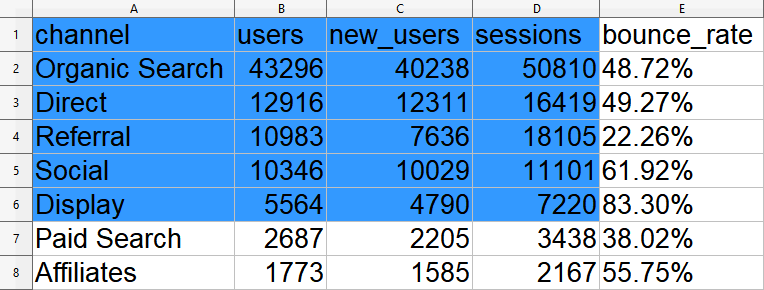 A B C D E
1 channel users new_users sessions bounce_rate
2 Organic Search 43296 40238 50810 48.72%
3 Direct 12916 12311 16419 49.27%
4 Referral 10983 7636 18105 22.26%
5 Social 10346 10029 11101 61.92%
6 Display 5564 4790 7220 83.30%
7 Paid Search 2687 2205 3438 38.02%
8 Affiliates 1773 1585 2167 55.75%